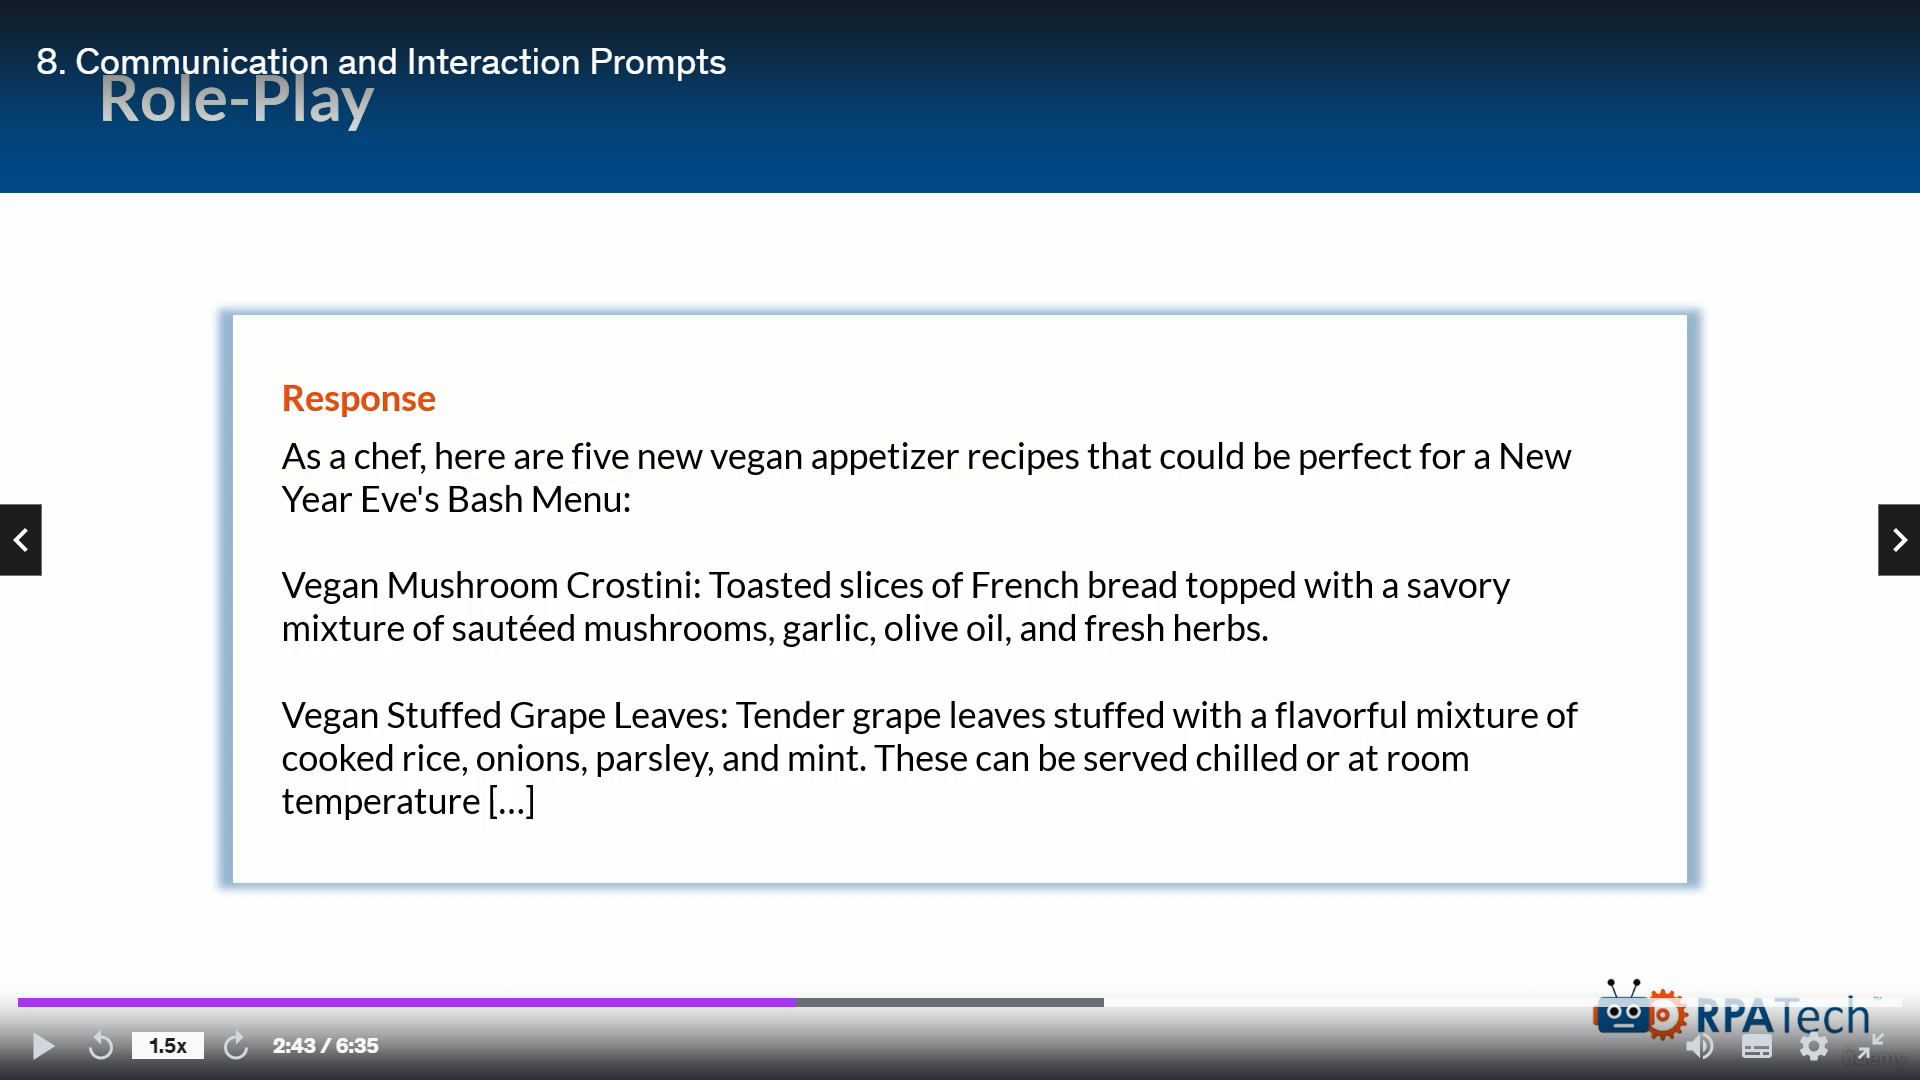 8. Communication and Interaction Prompts
Role-Play
Response
As a chef, here are five new vegan appetizer recipes that could be perfect for a New
Year Eve's Bash Menu:
Vegan Mushroom Crostini: Toasted slices of French bread topped with a savory
mixture of sautéed mushrooms, garlic, olive oil, and fresh herbs.
Vegan Stuffed Grape Leaves: Tender grape leaves stuffed with a flavorful mixture of
cooked rice, onions, parsley, and mint. These can be served chilled or at room
temperature [...]
RPATech
1.5x
2:43 / 6:35
ûdemy